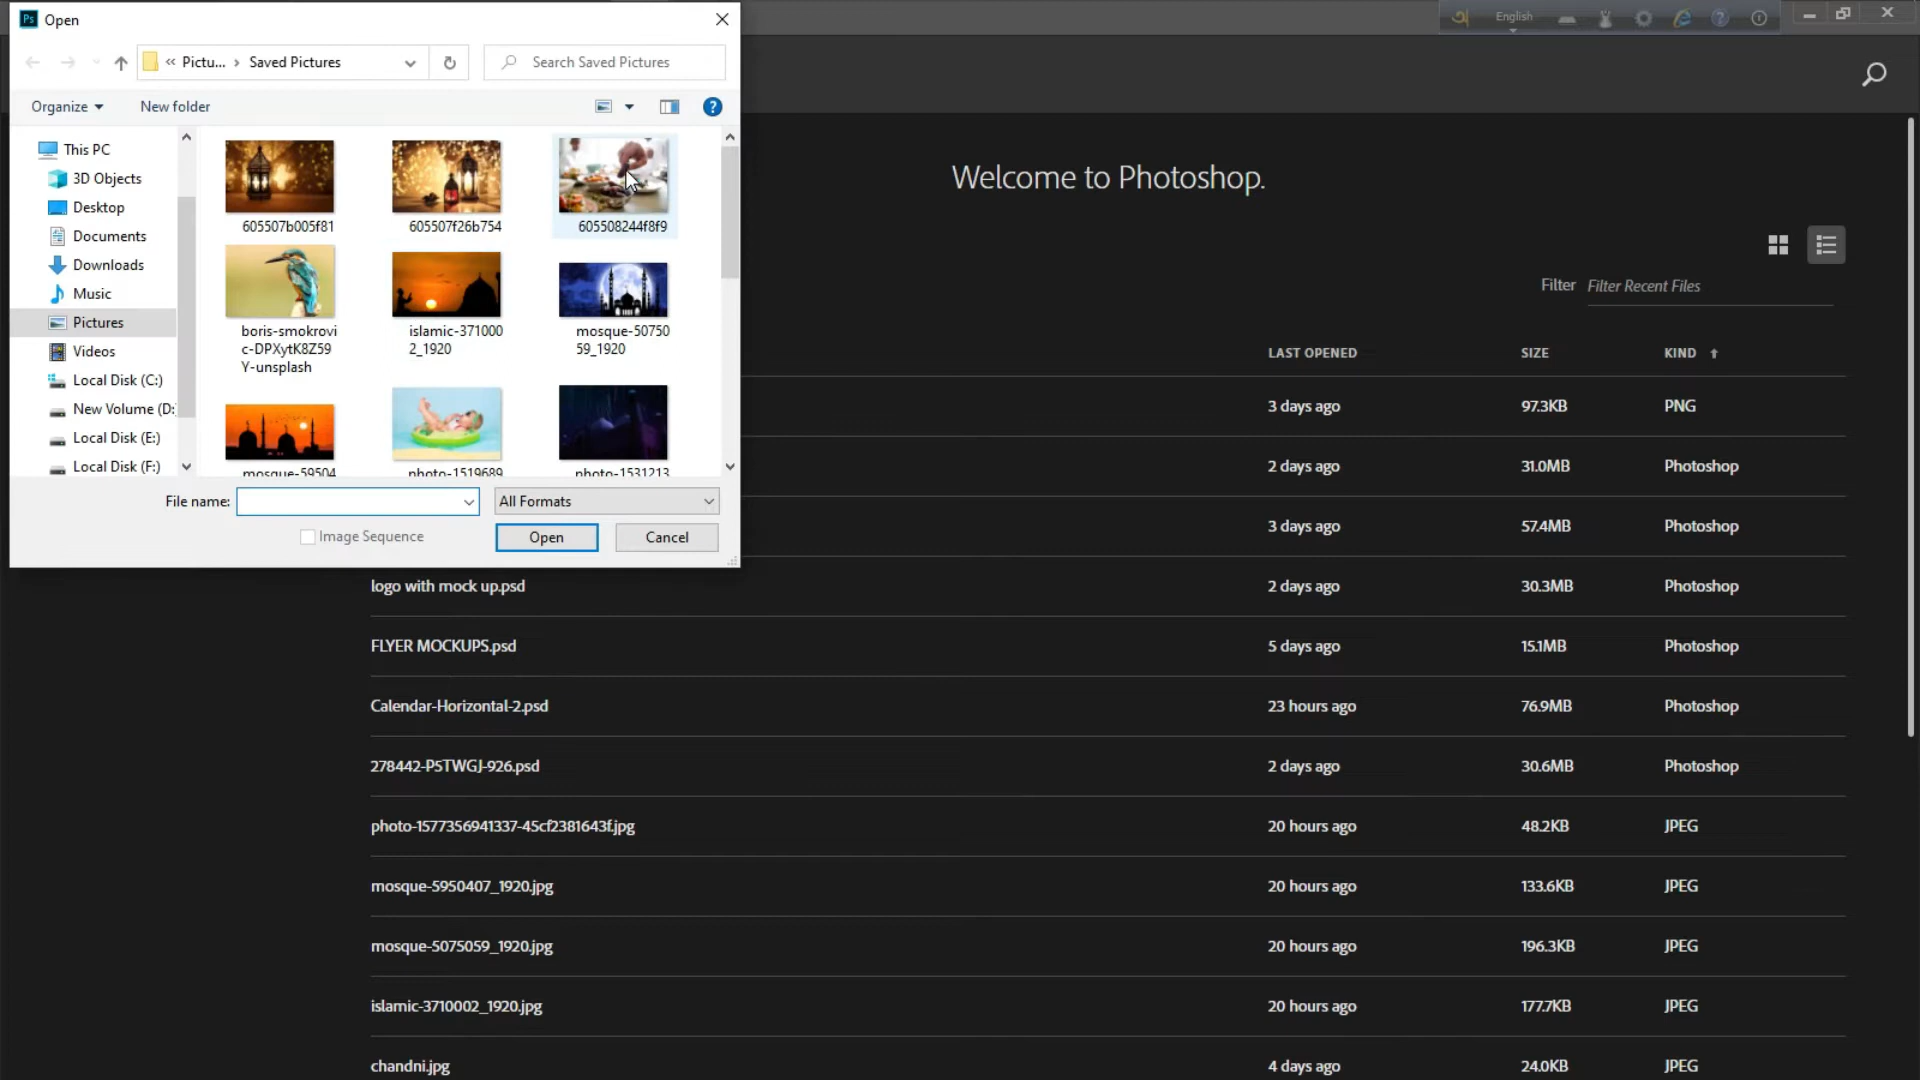 Ps Open
« Pictu... › Saved Pictures
Search Saved Pictures
Organize
New folder
?
This PC
3D Objects
Desktop
Documents
Downloads
Music
Pictures
Videos
Local Disk (C:)
New Volume (D:
Local Disk (E:)
Local Disk (F:)
605507b005f81
605507f26b754
605508244f8f9
boris-smokrovi
c-DPXytK8Z59
Y-unsplash
islamic-371000
2_1920
mosque-50750
59_1920
mosque-59504
photo-1519689
photo-1531213
File name:
All Formats
Image Sequence
Open
Cancel
English
Welcome to Photoshop.
Filter
Filter Recent Files
LAST OPENED
SIZE
KIND
3 days ago 97.3KB PNG
2 days ago 31.0MB Photoshop
3 days ago 57.4MB Photoshop
logo with mock up.psd 2 days ago 30.3MB Photoshop
FLYER MOCKUPS.psd 5 days ago 15.1MB Photoshop
Calendar-Horizontal-2.psd 23 hours ago 76.9MB Photoshop
278442-P5TWGJ-926.psd 2 days ago 30.6MB Photoshop
photo-1577356941337-45cf2381643f.jpg 20 hours ago 48.2KB JPEG
mosque-5950407_1920.jpg 20 hours ago 133.6KB JPEG
mosque-5075059_1920.jpg 20 hours ago 196.3KB JPEG
islamic-3710002_1920.jpg 20 hours ago 177.7KB JPEG
chandni.jpg 4 days ago 24.0KB JPEG